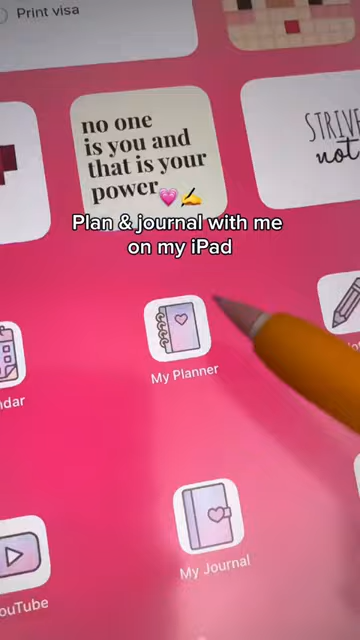 Print visa
no one
is you and
that is your
power
STRIVE
not
Plan & journal with me
on my iPad
My Planner
ndar
My Journal
ouTube